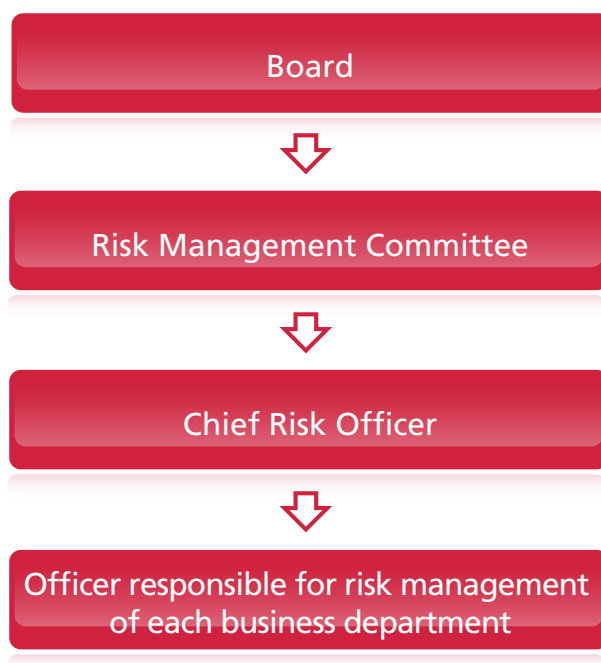 Board
Risk Management Committee
Chief Risk Officer
Officer responsible for risk management
of each business department